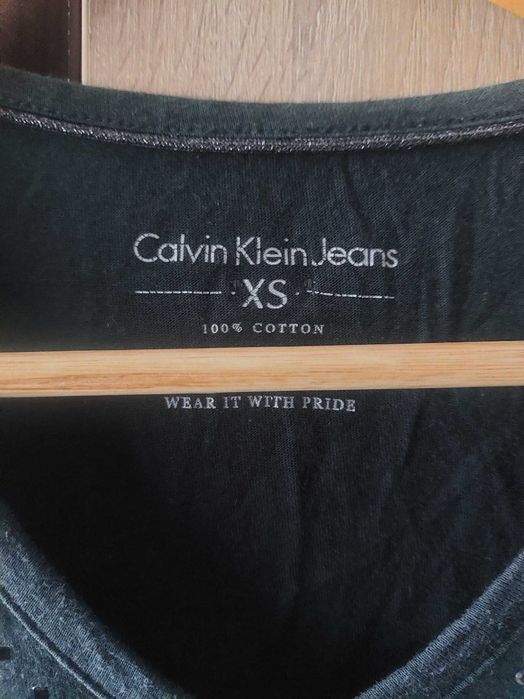 Calvin Klein Jeans
XS
100% COTTON
WEAR IT WITH PRIDE